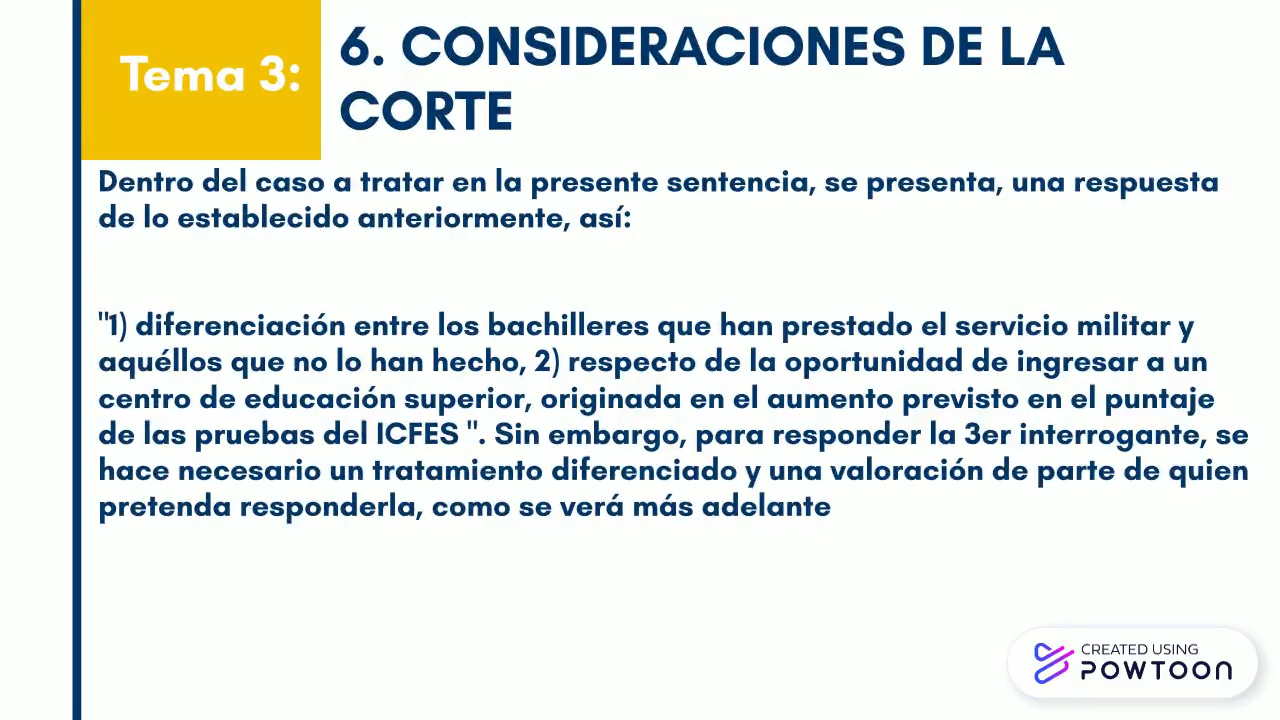 Tema 3:
6. CONSIDERACIONES DE LA
CORTE
Dentro del caso a tratar en la presente sentencia, se presenta, una respuesta
de lo establecido anteriormente, así:
"1) diferenciación entre los bachilleres que han prestado el servicio militar y
aquéllos que no lo han hecho, 2) respecto de la oportunidad de ingresar a un
centro de educación superior, originada en el aumento previsto en el puntaje
de las pruebas del ICFES ". Sin embargo, para responder la 3er interrogante, se
hace necesario un tratamiento diferenciado y una valoración de parte de quien
pretenda responderla, como se verá más adelante
CREATED USING
POWTOON